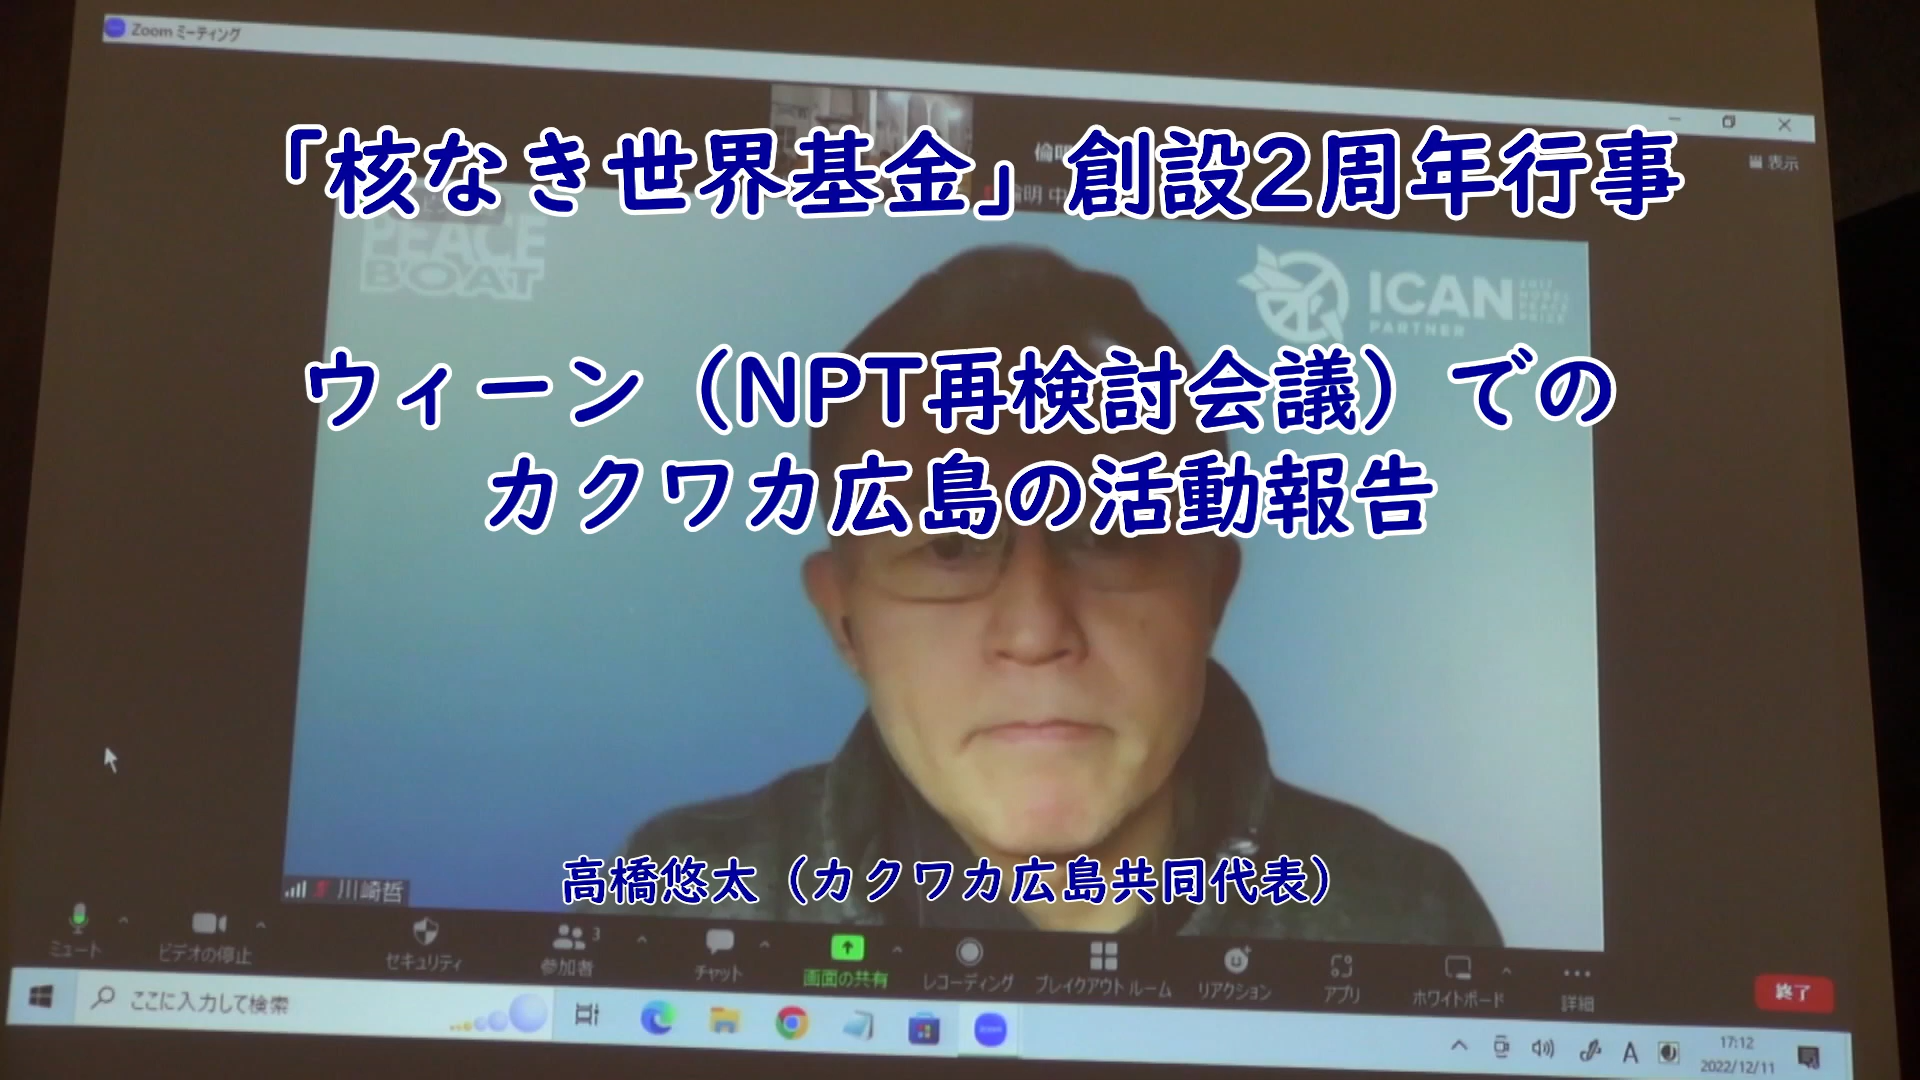 Zoom ミーティング
「核なき世界基金」創設2周年行事
表示
PEACE
BOAT
ICAN
PARTNER
ウィーン（NPT再検討会議）での
カクワカ広島の活動報告
高橋悠太（カクワカ広島共同代表）
川崎哲
ミュート
ビデオの停止
セキュリティ
参加者
3
チャット
画面の共有
レコーディング
ブレイクアウト ルーム
リアクション
アプリ
ホワイトボード
詳細
終了
ここに入力して検索
A
17:12
2022/12/11